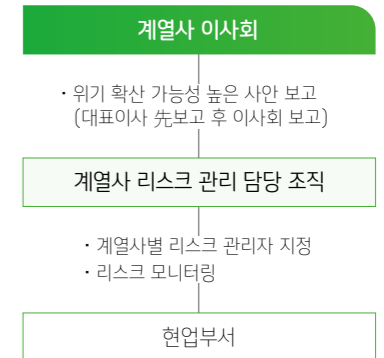 계열사 이사회
· 위기 확산 가능성 높은 사안 보고
(대표이사 先보고 후 이사회 보고)
계열사 리스크 관리 담당 조직
· 계열사별 리스크 관리자 지정
· 리스크 모니터링
현업부서